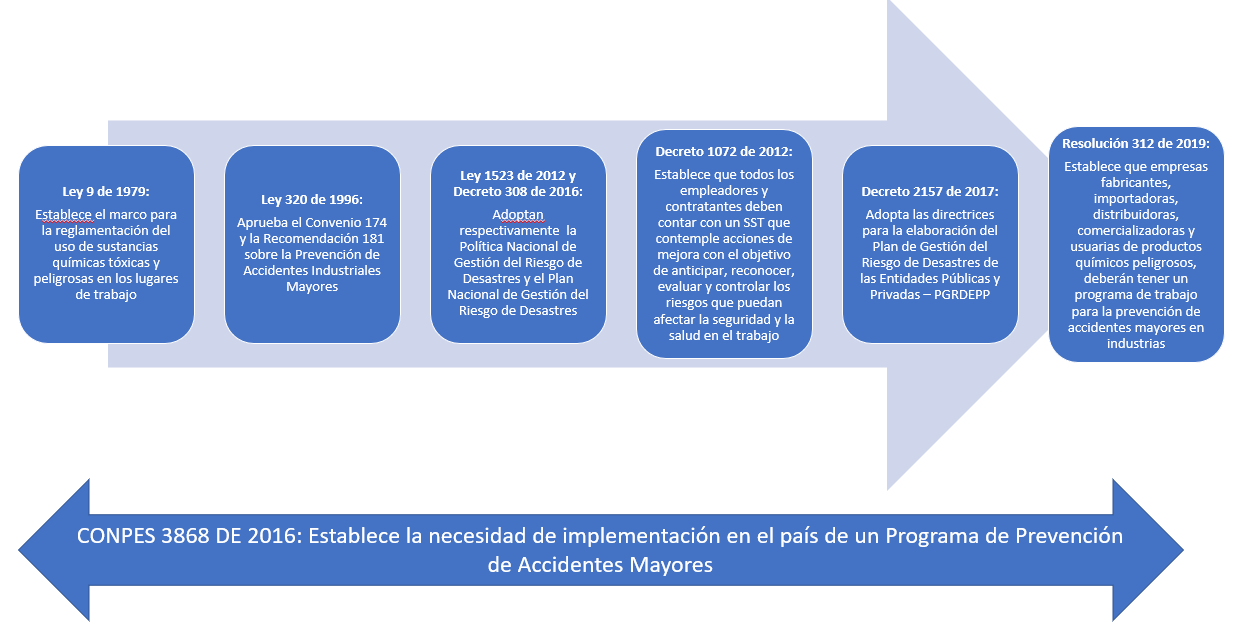 Ley 9 de 1979:
Establece el marco para
la reglamentación del
uso de sustancias
químicas tóxicas y
peligrosas en los lugares
de trabajo
Ley 320 de 1996:
Aprueba el Convenio 174
y la Recomendación 181
sobre la Prevención de
Accidentes Industriales
Mayores
Ley 1523 de 2012 y
Decreto 308 de 2016:
Adoptan
respectivamente la
Política Nacional de
Gestión del Riesgo de
Desastres y el Plan
Nacional de Gestión del
Riesgo de Desastres
Decreto 1072 de 2012:
Establece que todos los
empleadores y
contratantes deben
contar con un SST que
contemple acciones de
mejora con el objetivo
de anticipar, reconocer,
evaluar y controlar los
riesgos que puedan
afectar la seguridad y la
salud en el trabajo
Decreto 2157 de 2017:
Adopta las directrices
para la elaboración del
Plan de Gestión del
Riesgo de Desastres de
las Entidades Públicas y
Privadas – PGRDEPP
Resolución 312 de 2019:
Establece que empresas
fabricantes,
importadoras,
distribuidoras,
comercializadoras y
usuarias de productos
químicos peligrosos,
deberán tener un
programa de trabajo
para la prevención de
accidentes mayores en
industrias
CONPES 3868 DE 2016: Establece la necesidad de implementación en el país de un Programa de Prevención
de Accidentes Mayores